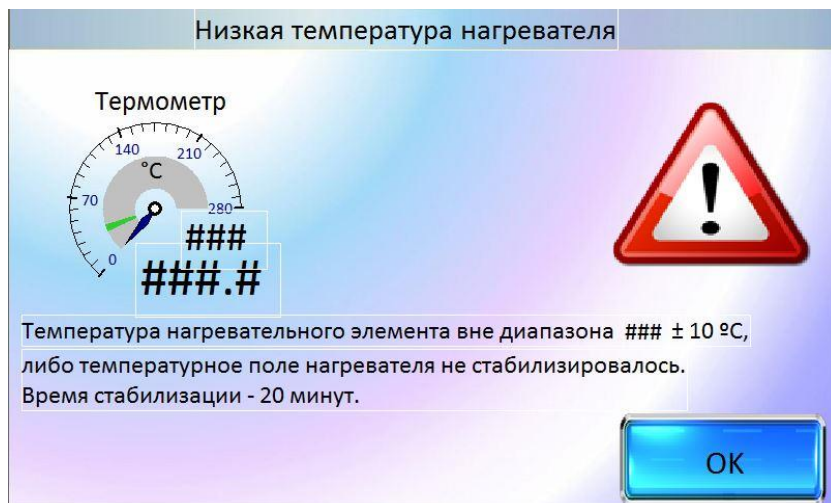 Низкая температура нагревателя
Термометр
140
210
°C
70
280
0
###
###.#
Температура нагревательного элемента вне диапазона ### ± 10 ºC,
либо температурное поле нагревателя не стабилизировалось.
Время стабилизации - 20 минут.
OK